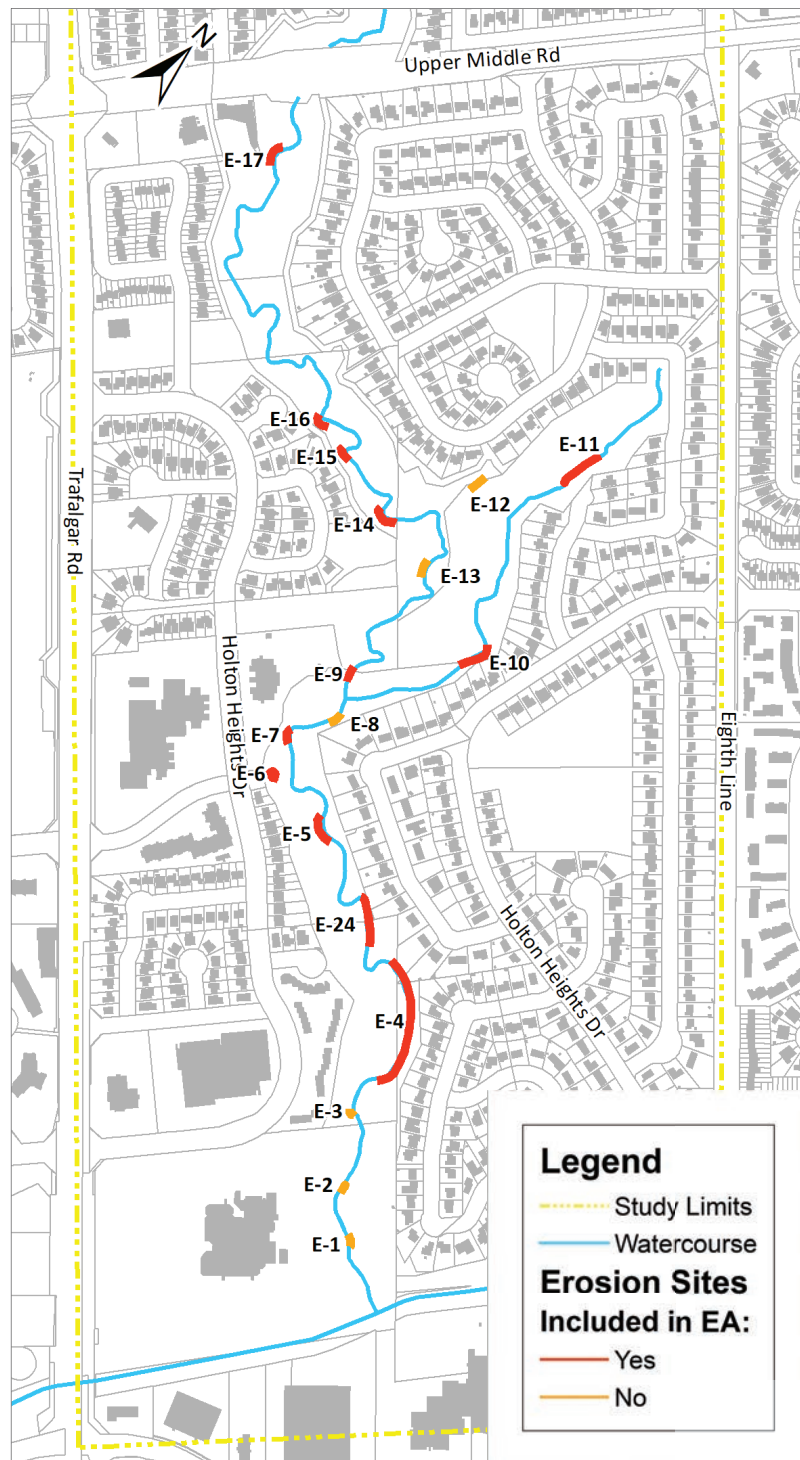 N
Upper Middle Rd
E-17
E-16
E-15
E-11
E-12
E-14
E-13
Trafalgar Rd
Holton Heights Dr
E-9
E-10
E-8
E-7
E-6
Eighth Line
E-5
E-24
Holton Heights Dr
E-4
E-3
E-2
E-1
Legend
Study Limits
Watercourse
Erosion Sites
Included in EA:
Yes
No